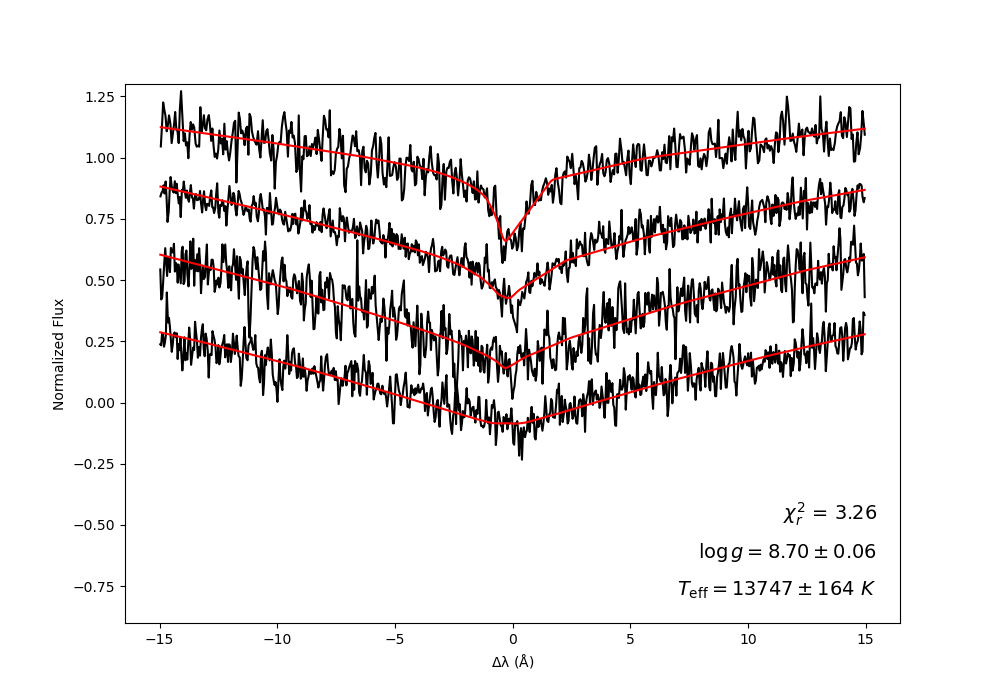 1.25
1.00
0.75
0.50
0.25
0.00
−0.25
−0.50
−0.75
Normalized Flux
χ²ᵣ = 3.26
log g = 8.70 ± 0.06
T_eff = 13747 ± 164 K
−15 −10 −5 0 5 10 15
Δλ (Å)